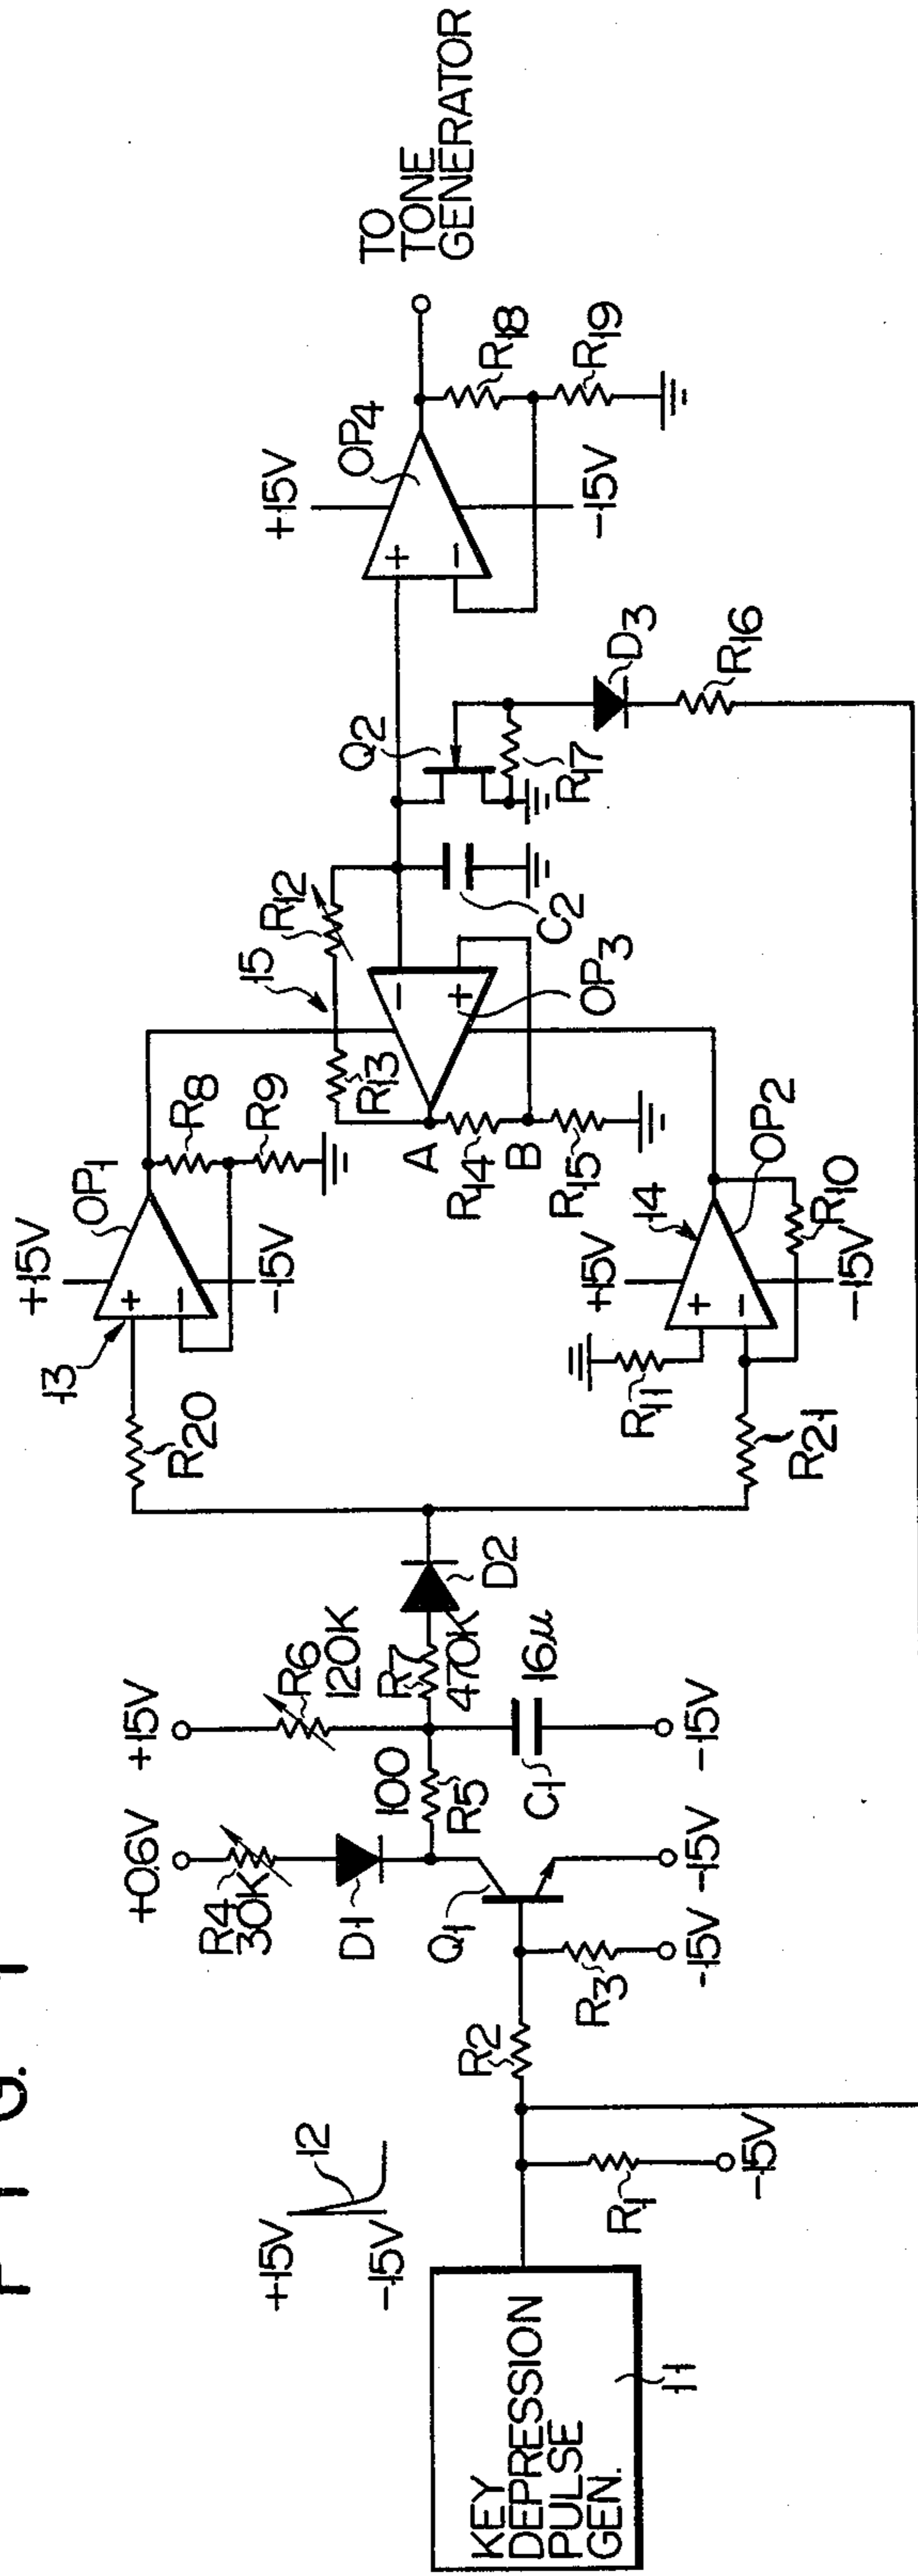 FIG. 1
KEY
DEPRESSION
PULSE
GEN.
11
+15V
12
-15V
R1
-15V
R2
R3
-15V
Q1
-15V
+0.6V
R4
30K
D1
100
R5
+15V
R6
120K
R7
470K
C1
16μ
-15V
D2
R20
13
+15V
OP1
+
-
-15V
R8
R9
R21
R11
+15V
14
+
-
OP2
R10
-15V
15
R12
R13
A
R14
B
R15
-
+
OP3
C2
Q2
R17
D3
R16
+15V
OP4
+
-
-15V
R18
R19
TO
TONE
GENERATOR